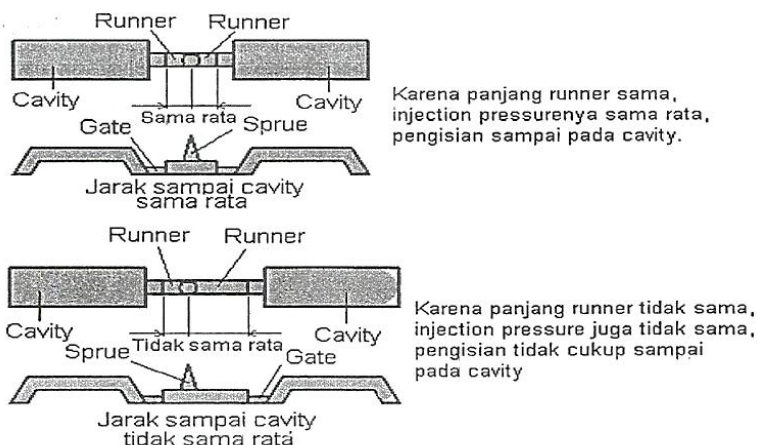 Runner Runner
Cavity Cavity
Sama rata
Gate Sprue
Jarak sampai cavity
sama rata
Karena panjang runner sama,
injection pressurenya sama rata,
pengisian sampai pada cavity.
Runner Runner
Cavity Cavity
Tidak sama rata
Sprue Gate
Jarak sampai cavity
tidak sama rata
Karena panjang runner tidak sama,
injection pressure juga tidak sama,
pengisian tidak cukup sampai
pada cavity